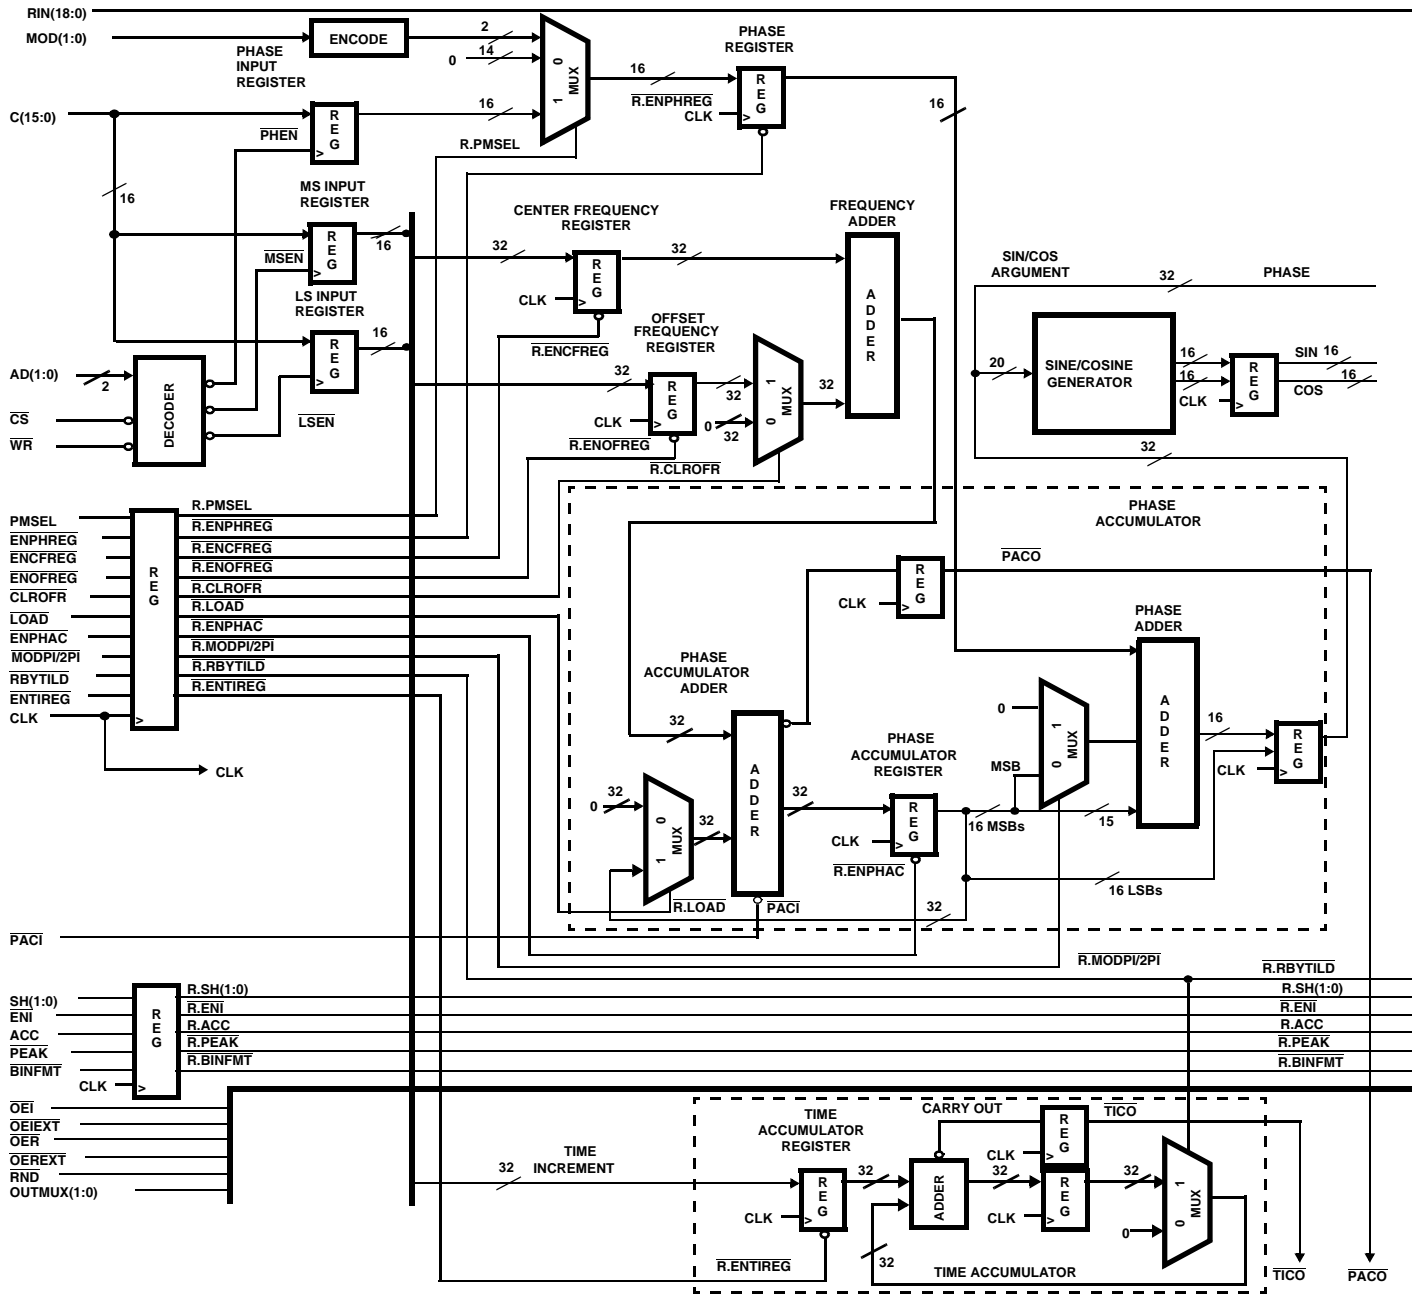 RIN(18:0)
MOD(1:0)
ENCODE
2
14
0
PHASE
INPUT
REGISTER
C(15:0)
REG
PHEN
16
0
1
MUX
R.PMSEL
16
PHASE
REGISTER
R.ENPHREG
CLK
REG
16
16
MS INPUT
REGISTER
REG
MSEN
16
LS INPUT
REGISTER
REG
16
LSEN
AD(1:0)
2
CS
WR
DECODER
CENTER FREQUENCY
REGISTER
32
REG
CLK
R.ENCFREG
32
OFFSET
FREQUENCY
REGISTER
32
REG
CLK
R.ENOFREG
32
0
32
1
0
MUX
R.CLROFR
32
FREQUENCY
ADDER
ADDER
SIN/COS
ARGUMENT
32
PHASE
20
SINE/COSINE
GENERATOR
16
16
CLK
REG
SIN
16
COS
16
32
PMSEL
ENPHREG
ENCFREG
ENOFREG
CLROFR
LOAD
ENPHAC
MODPI/2PI
RBYTILD
ENTIREG
CLK
REG
R.PMSEL
R.ENPHREG
R.ENCFREG
R.ENOFREG
R.CLROFR
R.LOAD
R.ENPHAC
R.MODPI/2PI
R.RBYTILD
R.ENTIREG
CLK
PHASE
ACCUMULATOR
PACO
REG
CLK
PHASE
ADDER
ADDER
PHASE
ACCUMULATOR
ADDER
32
ADDER
32
0
0
1
MUX
32
R.LOAD
PACI
32
PHASE
ACCUMULATOR
REGISTER
REG
CLK
R.ENPHAC
32
0
MSB
1
0
MUX
16 MSBs
15
16 LSBs
16
CLK
REG
R.MODPI/2PI
PACI
R.RBYTILD
SH(1:0)
ENI
ACC
PEAK
BINFMT
CLK
REG
R.SH(1:0)
R.ENI
R.ACC
R.PEAK
R.BINFMT
R.SH(1:0)
R.ENI
R.ACC
R.PEAK
R.BINFMT
OEI
OEIEXT
OER
OEREXT
RND
OUTMUX(1:0)
32
TIME
INCREMENT
TIME
ACCUMULATOR
REGISTER
REG
CLK
R.ENTIREG
32
CARRY OUT
ADDER
32
CLK
REG
TICO
32
CLK
REG
32
0
1
0
MUX
TIME ACCUMULATOR
TICO
PACO